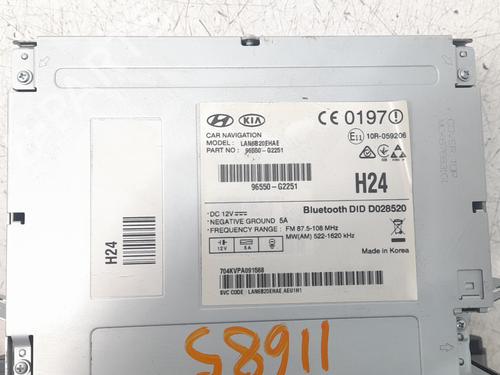 HYUNDAI KIA
CE 0197
CAR NAVIGATION
MODEL : LAN6B20EHAE
PART NO : 96550-G2251
E11 10R-059206
96550-G2251
H24
Bluetooth DID D028520
DC 12V
NEGATIVE GROUND 5A
FREQUENCY RANGE : FM 87.5-108 MHz
MW(AM) 522-1620 kHz
12V 5A
Made in Korea
704KVPA091568
SVC CODE : LAN6B20EHAE.AEU1H1
H24
58911